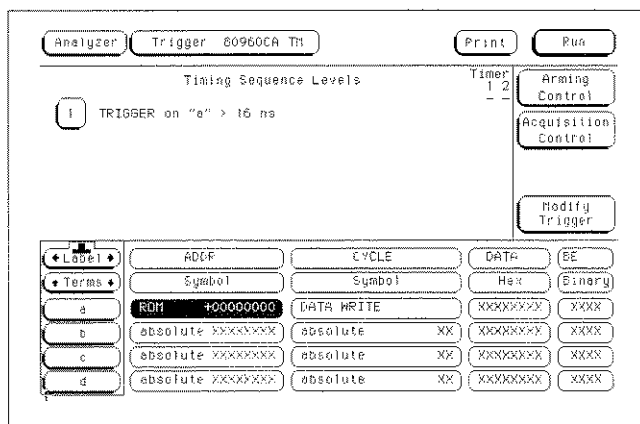 Analyzer Trigger 80960CA TM Print Run
Timing Sequence Levels Timer
1 2
- -
Arming Control
1 TRIGGER on "a" > 16 ns
Acquisition Control
Modify Trigger
Label ADDR CYCLE DATA BE
Terms Symbol Symbol Hex Binary
a ROM +00000000 DATA WRITE XXXXXXXX XXXX
b absolute XXXXXXXX absolute XX XXXXXXXX XXXX
c absolute XXXXXXXX absolute XX XXXXXXXX XXXX
d absolute XXXXXXXX absolute XX XXXXXXXX XXXX